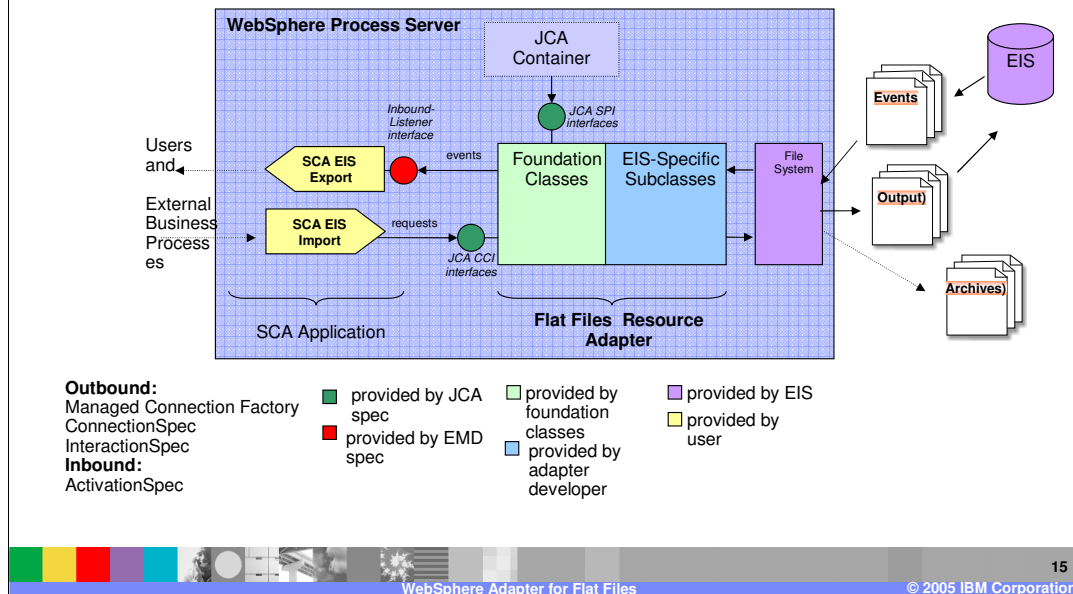 WebSphere Process Server
JCA
Container
EIS
Events
Inbound-
Listener
interface
JCA SPI
interfaces
Users
and
SCA EIS
Export
events
Foundation
Classes
EIS-Specific
Subclasses
File
System
Output)
External
Business
Process
es
SCA EIS
Import
requests
JCA CCI
interfaces
Archives)
SCA Application
Flat Files Resource
Adapter
Outbound:
Managed Connection Factory
ConnectionSpec
InteractionSpec
Inbound:
ActivationSpec
provided by JCA
spec
provided by EMD
spec
provided by
foundation
classes
provided by
adapter
developer
provided by EIS
provided by
user
15
WebSphere Adapter for Flat Files
© 2005 IBM Corporation